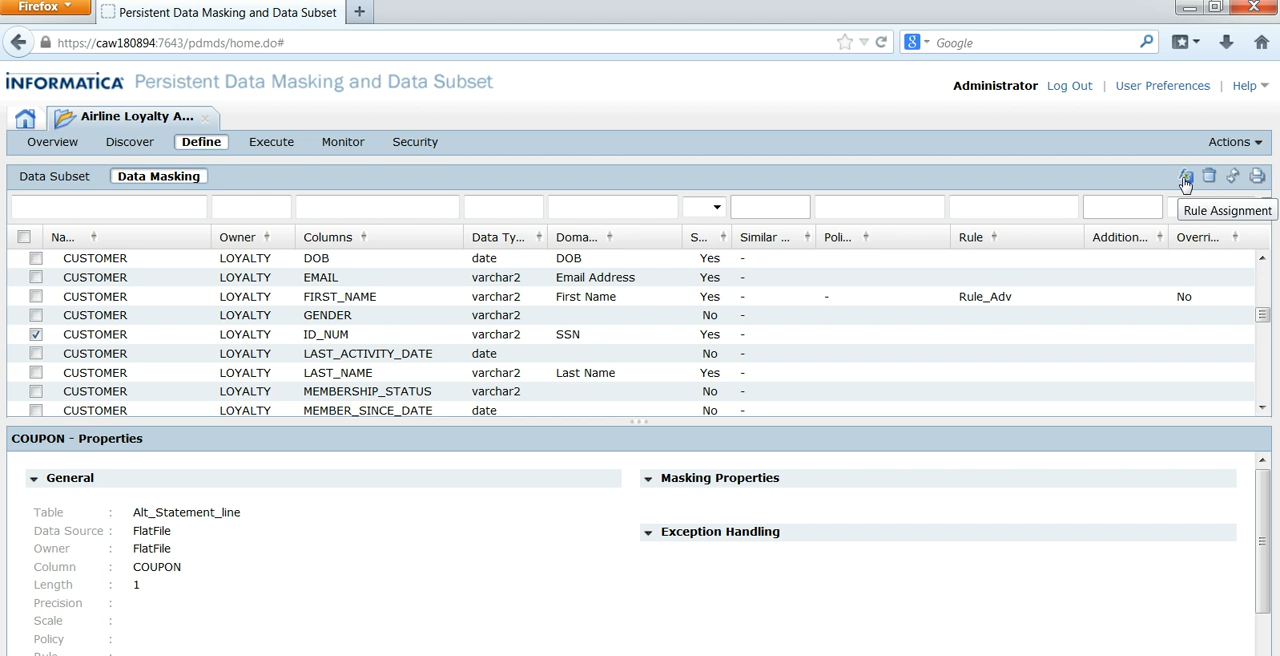 Firefox
Persistent Data Masking and Data Subset
https://caw180894:7643/pdmds/home.do#
Google
INFORMATICA Persistent Data Masking and Data Subset
Administrator Log Out | User Preferences | Help
Airline Loyalty A...
Overview Discover Define Execute Monitor Security Actions
Data Subset Data Masking
Rule Assignment
Na... Owner Columns Data Ty... Doma... S... Similar ... Poli... Rule Addition... Overri...
CUSTOMER LOYALTY DOB date DOB Yes -
CUSTOMER LOYALTY EMAIL varchar2 Email Address Yes -
CUSTOMER LOYALTY FIRST_NAME varchar2 First Name Yes - - Rule_Adv No
CUSTOMER LOYALTY GENDER varchar2 No -
CUSTOMER LOYALTY ID_NUM varchar2 SSN Yes -
CUSTOMER LOYALTY LAST_ACTIVITY_DATE date No -
CUSTOMER LOYALTY LAST_NAME varchar2 Last Name Yes -
CUSTOMER LOYALTY MEMBERSHIP_STATUS varchar2 No -
CUSTOMER LOYALTY MEMBER_SINCE_DATE date No -
COUPON - Properties
General
Masking Properties
Table : Alt_Statement_line
Data Source : FlatFile
Exception Handling
Owner : FlatFile
Column : COUPON
Length : 1
Precision :
Scale :
Policy :